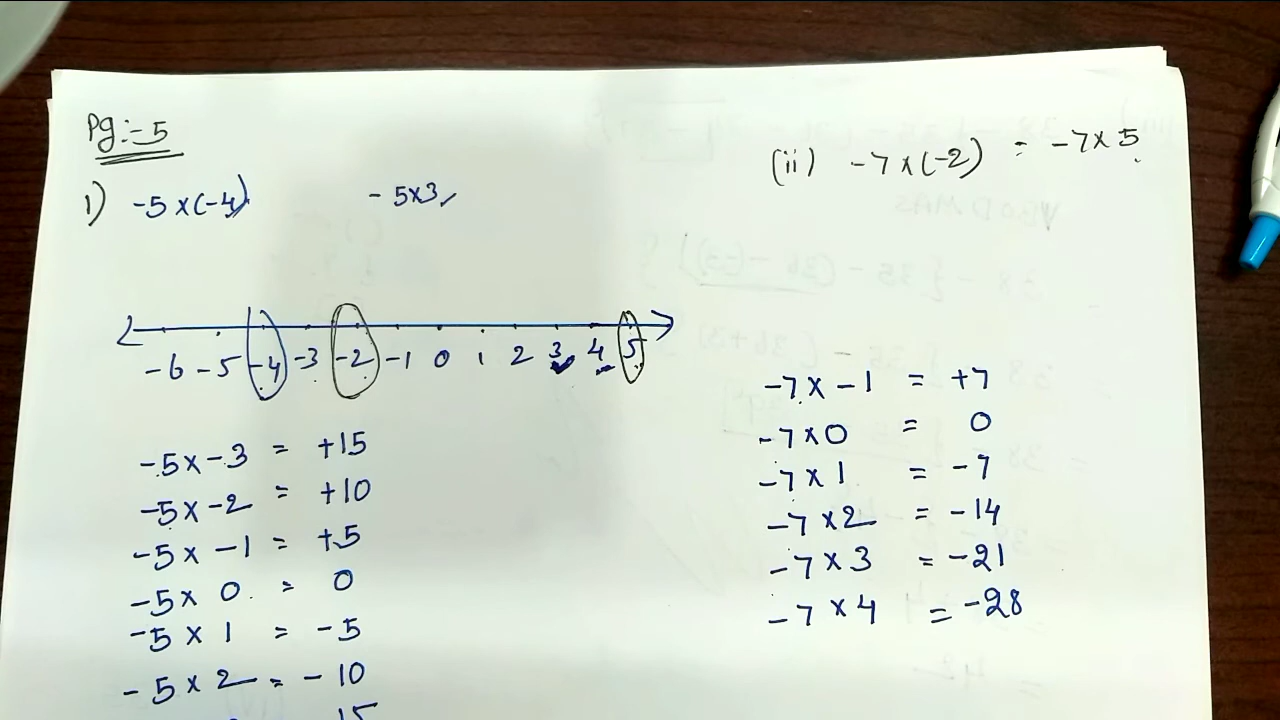 Pg:-5
1) -5 x (-4) - 5x3
(ii) -7 x (-2) = -7 x 5
-6 -5 -4 -3 -2 -1 0 1 2 3 4 5
-5 x -3 = +15
-5 x -2 = +10
-5 x -1 = +5
-5 x 0 = 0
-5 x 1 = -5
-5 x 2 = -10
15
-7 x -1 = +7
-7 x 0 = 0
-7 x 1 = -7
-7 x 2 = -14
-7 x 3 = -21
-7 x 4 = -28